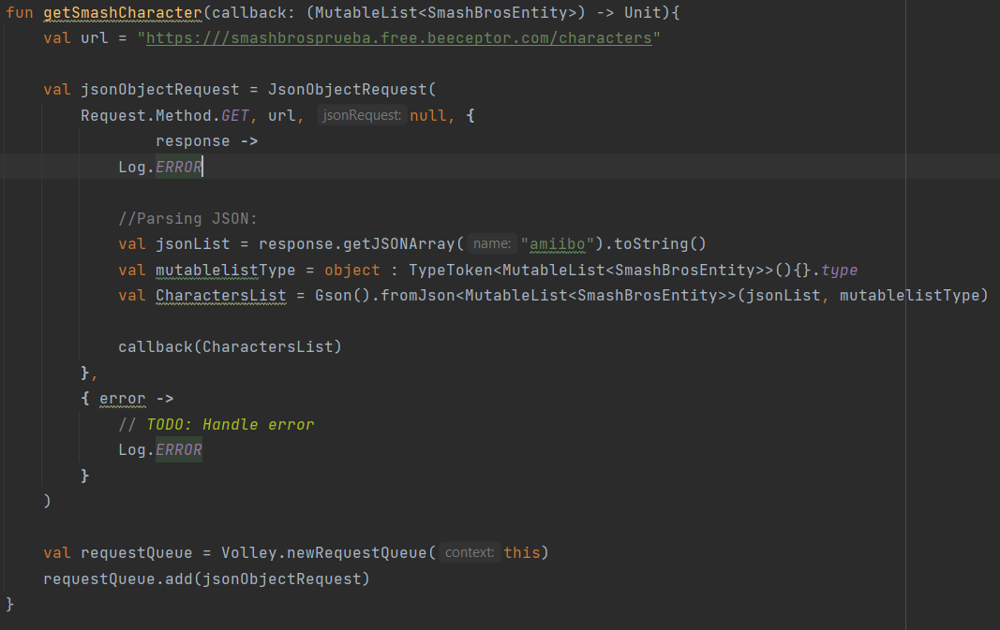 fun getSmashCharacter(callback: (MutableList<SmashBrosEntity>) -> Unit){
val url = "https:///smashbrosprueba.free.beeceptor.com/characters"
val jsonObjectRequest = JsonObjectRequest(
Request.Method.GET, url, jsonRequest: null, {
response ->
Log.ERROR
//Parsing JSON:
val jsonList = response.getJSONArray( name: "amiibo").toString()
val mutablelistType = object : TypeToken<MutableList<SmashBrosEntity>>(){}.type
val CharactersList = Gson().fromJson<MutableList<SmashBrosEntity>>(jsonList, mutablelistType)
callback(CharactersList)
},
{ error ->
// TODO: Handle error
Log.ERROR
}
)
val requestQueue = Volley.newRequestQueue( context: this)
requestQueue.add(jsonObjectRequest)
}